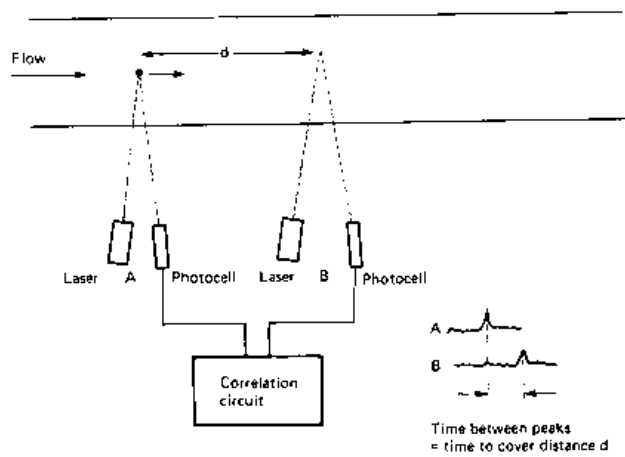 d
Flow
Laser A Photocell
Laser B Photocell
Correlation
circuit
A
B
Time between peaks
= time to cover distance d